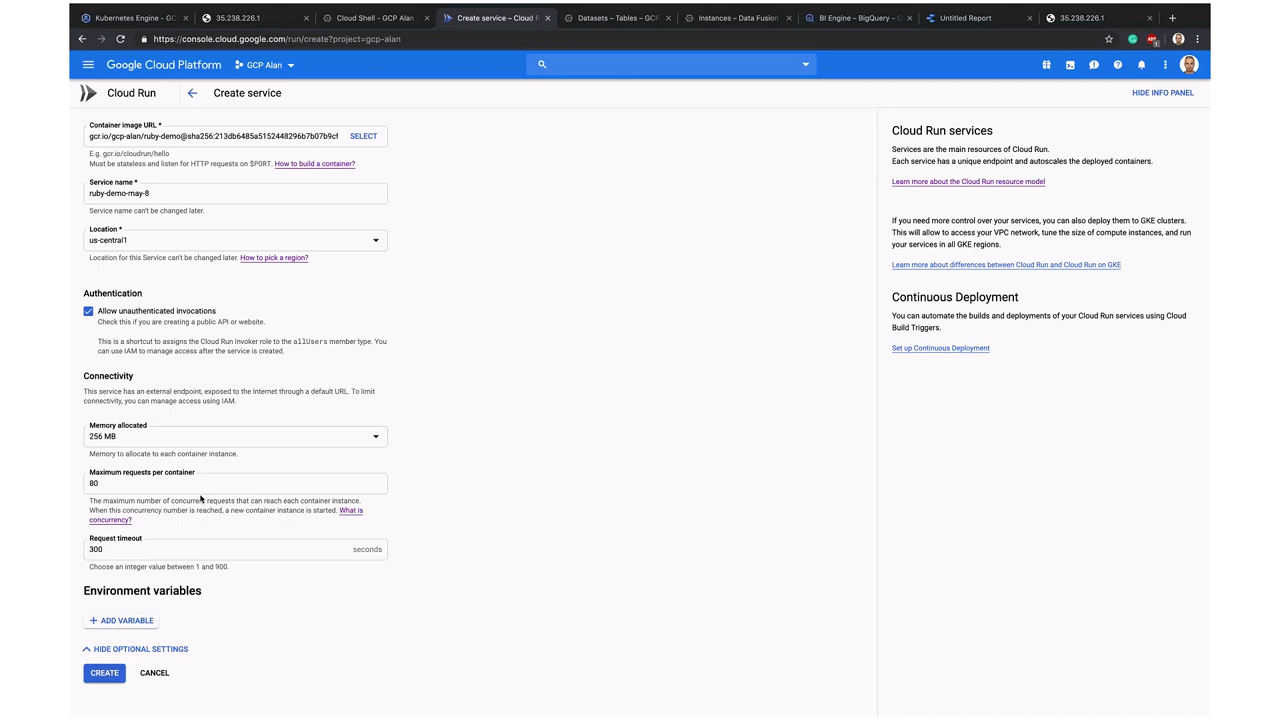 Kubernetes Engine - GC
35.238.226.1
Cloud Shell - GCP Alan
Create service – Cloud R
Datasets – Tables – GCP
Instances – Data Fusion
BI Engine – BigQuery – G
Untitled Report
35.238.226.1
https://console.cloud.google.com/run/create?project=gcp-alan
Google Cloud Platform
GCP Alan
Cloud Run
Create service
HIDE INFO PANEL
Container image URL *
gcr.io/gcp-alan/ruby-demo@sha256:213db6485a5152448296b7b07b9cf
SELECT
E.g. gcr.io/cloudrun/hello
Must be stateless and listen for HTTP requests on $PORT. How to build a container?
Service name *
ruby-demo-may-8
Service name can't be changed later.
Location *
us-central1
Location for this Service can't be changed later. How to pick a region?
Authentication
Allow unauthenticated invocations
Check this if you are creating a public API or website.
This is a shortcut to assigns the Cloud Run Invoker role to the allUsers member type. You
can use IAM to manage access after the service is created.
Connectivity
This service has an external endpoint, exposed to the Internet through a default URL. To limit
connectivity, you can manage access using IAM.
Memory allocated
256 MB
Memory to allocate to each container instance.
Maximum requests per container
80
The maximum number of concurrent requests that can reach each container instance.
When this concurrency number is reached, a new container instance is started. What is
concurrency?
Request timeout
300
seconds
Choose an integer value between 1 and 900.
Environment variables
ADD VARIABLE
HIDE OPTIONAL SETTINGS
CREATE
CANCEL
Cloud Run services
Services are the main resources of Cloud Run.
Each service has a unique endpoint and autoscales the deployed containers.
Learn more about the Cloud Run resource model
If you need more control over your services, you can also deploy them to GKE clusters.
This will allow to access your VPC network, tune the size of compute instances, and run
your services in all GKE regions.
Learn more about differences between Cloud Run and Cloud Run on GKE
Continuous Deployment
You can automate the builds and deployments of your Cloud Run services using Cloud
Build Triggers.
Set up Continuous Deployment